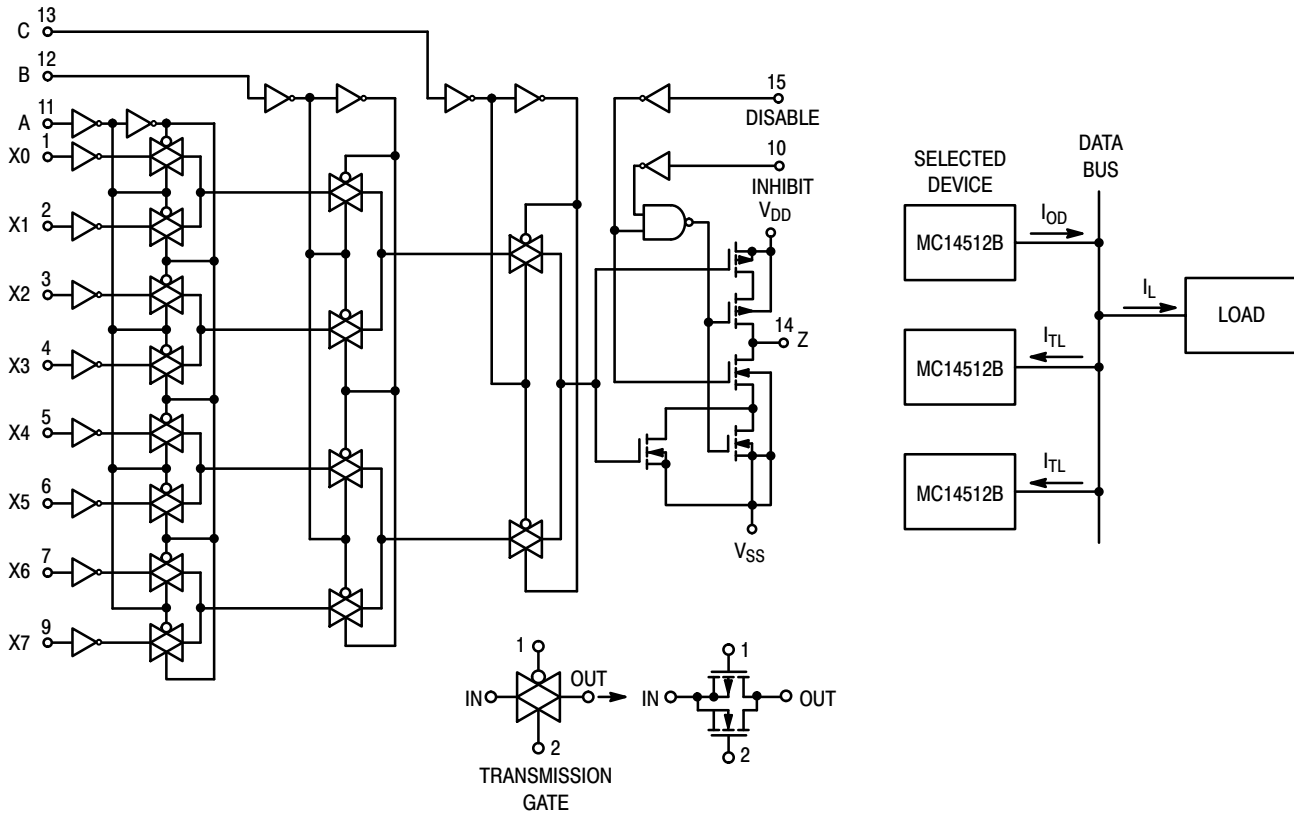 C 13
B 12
A 11
X0 1
X1 2
X2 3
X3 4
X4 5
X5 6
X6 7
X7 9
15
DISABLE
10
INHIBIT
VDD
14 Z
VSS
SELECTED
DEVICE
DATA
BUS
MC14512B
IOD
IL
LOAD
MC14512B
ITL
MC14512B
ITL
1
IN
OUT
2
TRANSMISSION
GATE
1
IN
OUT
2